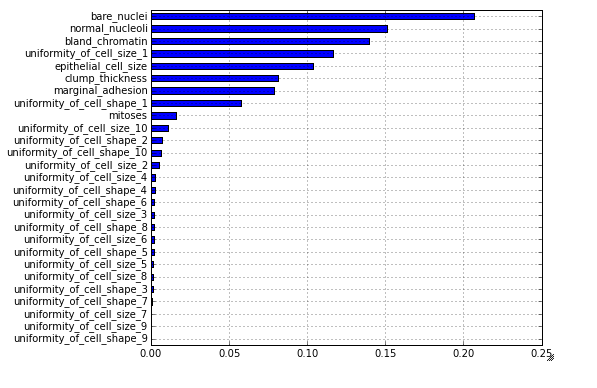 bare_nuclei
normal_nucleoli
bland_chromatin
uniformity_of_cell_size_1
epithelial_cell_size
clump_thickness
marginal_adhesion
uniformity_of_cell_shape_1
mitoses
uniformity_of_cell_size_10
uniformity_of_cell_shape_2
uniformity_of_cell_shape_10
uniformity_of_cell_size_2
uniformity_of_cell_size_4
uniformity_of_cell_shape_4
uniformity_of_cell_shape_6
uniformity_of_cell_size_3
uniformity_of_cell_shape_8
uniformity_of_cell_size_6
uniformity_of_cell_shape_5
uniformity_of_cell_size_5
uniformity_of_cell_size_8
uniformity_of_cell_shape_3
uniformity_of_cell_shape_7
uniformity_of_cell_size_7
uniformity_of_cell_size_9
uniformity_of_cell_shape_9
0.00 0.05 0.10 0.15 0.20 0.25